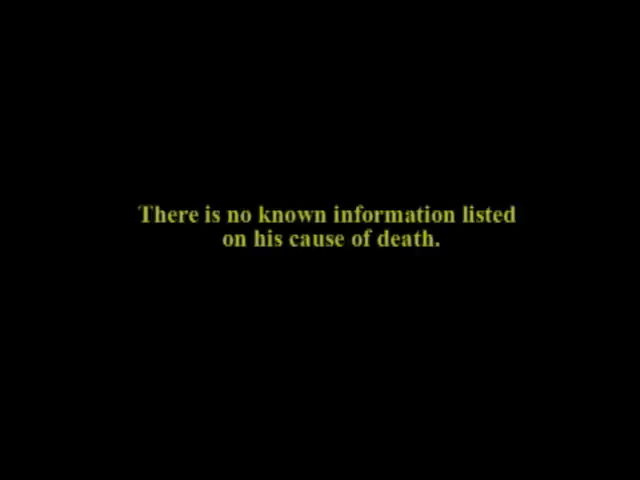 There is no known information listed
on his cause of death.